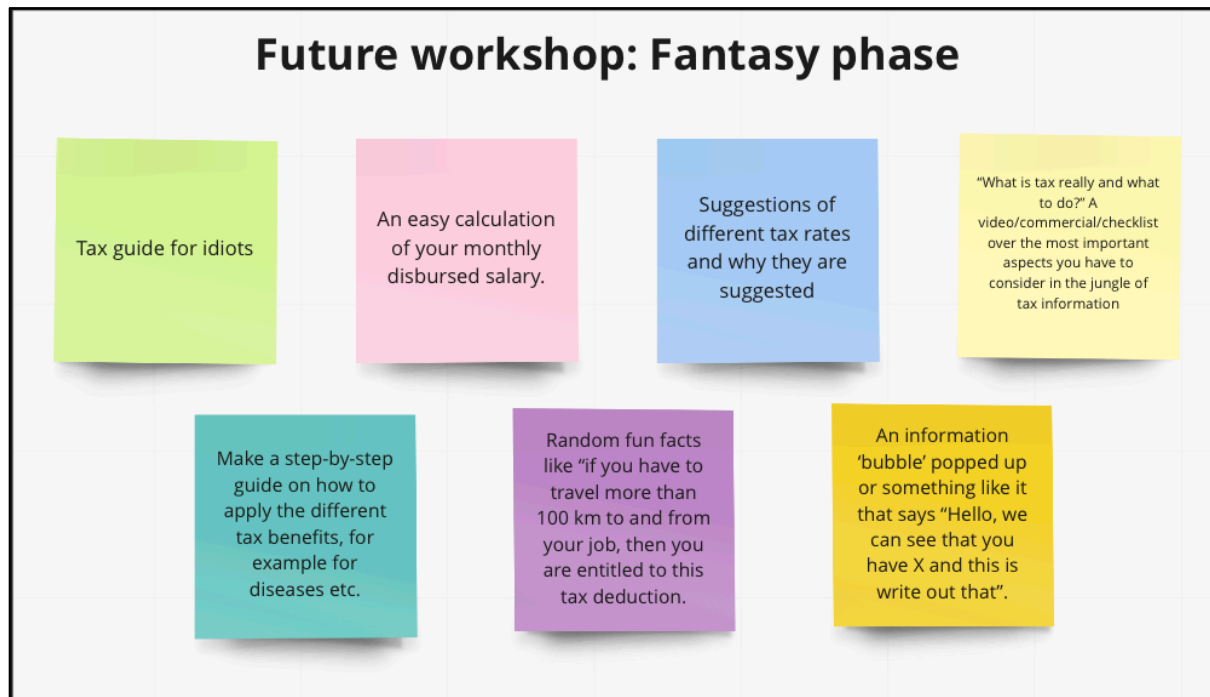 Future workshop: Fantasy phase
Tax guide for idiots
An easy calculation
of your monthly
disbursed salary.
Suggestions of
different tax rates
and why they are
suggested
“What is tax really and what
to do?” A
video/commercial/checklist
over the most important
aspects you have to
consider in the jungle of
tax information
Make a step-by-step
guide on how to
apply the different
tax benefits, for
example for
diseases etc.
Random fun facts
like “if you have to
travel more than
100 km to and from
your job, then you
are entitled to this
tax deduction.
An information
‘bubble’ popped up
or something like it
that says “Hello, we
can see that you
have X and this is
write out that”.